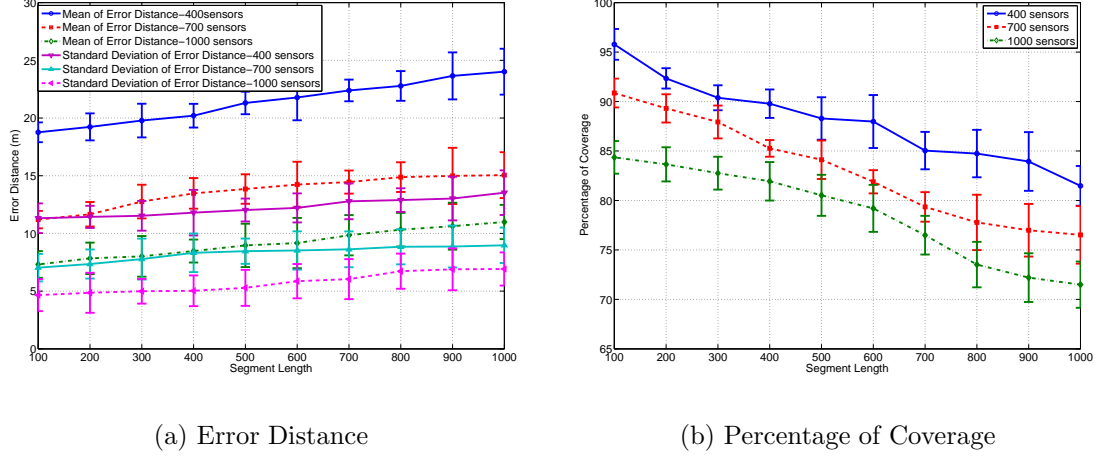 30
25
20
15
10
5
0
Error Distance (m)
Mean of Error Distance−400sensors
Mean of Error Distance−700 sensors
Mean of Error Distance−1000 sensors
Standard Deviation of Error Distance−400 sensors
Standard Deviation of Error Distance−700 sensors
Standard Deviation of Error Distance−1000 sensors
100 200 300 400 500 600 700 800 900 1000
Segment Length
(a) Error Distance
100
95
90
85
80
75
70
65
Percentage of Coverage
400 sensors
700 sensors
1000 sensors
100 200 300 400 500 600 700 800 900 1000
Segment Length
(b) Percentage of Coverage